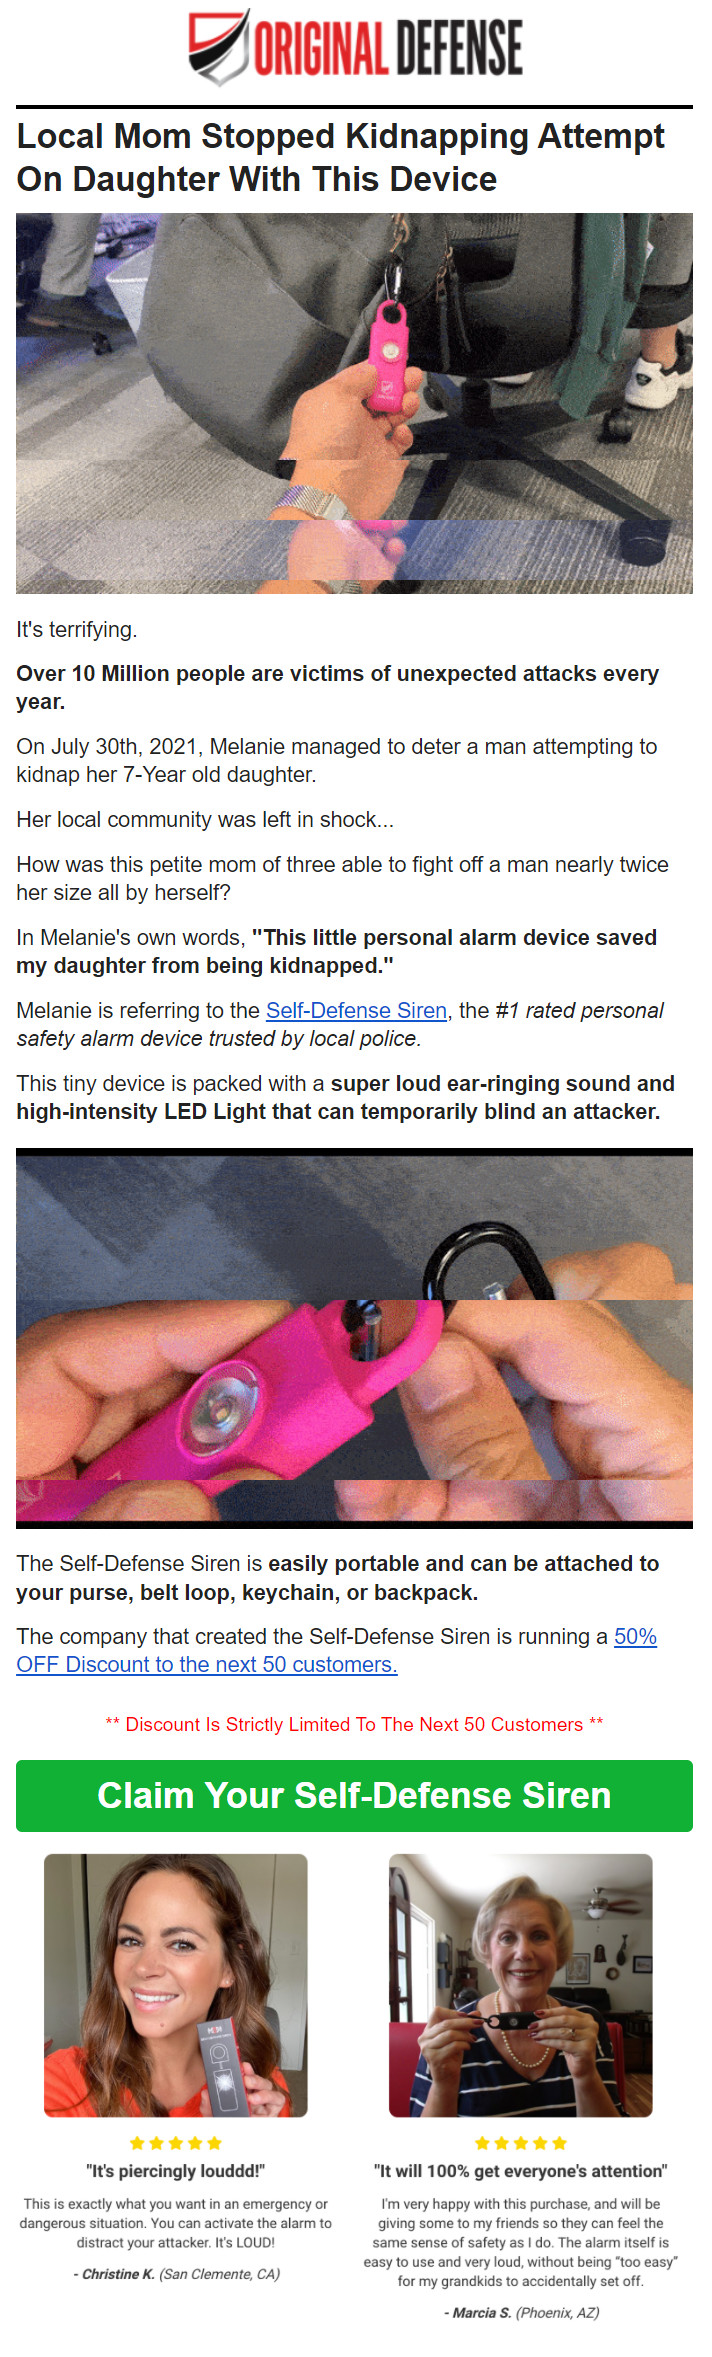 ORIGINAL DEFENSE
Local Mom Stopped Kidnapping Attempt
On Daughter With This Device
It's terrifying.
Over 10 Million people are victims of unexpected attacks every
year.
On July 30th, 2021, Melanie managed to deter a man attempting to
kidnap her 7-Year old daughter.
Her local community was left in shock...
How was this petite mom of three able to fight off a man nearly twice
her size all by herself?
In Melanie's own words, "This little personal alarm device saved
my daughter from being kidnapped."
Melanie is referring to the Self-Defense Siren, the #1 rated personal
safety alarm device trusted by local police.
This tiny device is packed with a super loud ear-ringing sound and
high-intensity LED Light that can temporarily blind an attacker.
The Self-Defense Siren is easily portable and can be attached to
your purse, belt loop, keychain, or backpack.
The company that created the Self-Defense Siren is running a 50%
OFF Discount to the next 50 customers.
** Discount Is Strictly Limited To The Next 50 Customers **
Claim Your Self-Defense Siren
"It's piercingly louddd!"
This is exactly what you want in an emergency or
dangerous situation. You can activate the alarm to
distract your attacker. It's LOUD!
- Christine K. (San Clemente, CA)
"It will 100% get everyone's attention"
I'm very happy with this purchase, and will be
giving some to my friends so they can feel the
same sense of safety as I do. The alarm itself is
easy to use and very loud, without being “too easy”
for my grandkids to accidentally set off.
- Marcia S. (Phoenix, AZ)